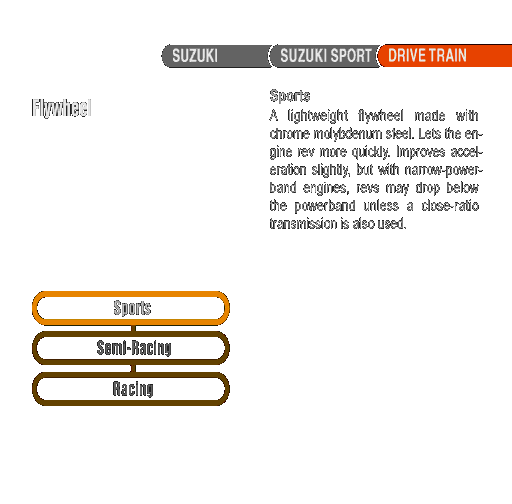 SUZUKI SUZUKI SPORT DRIVE TRAIN
Flywheel
Sports
A lightweight flywheel made with
chrome molybdenum steel. Lets the en-
gine rev more quickly. Improves accel-
eration slightly, but with narrow-power-
band engines, revs may drop below
the powerband unless a close-ratio
transmission is also used.
Sports
Semi-Racing
Racing